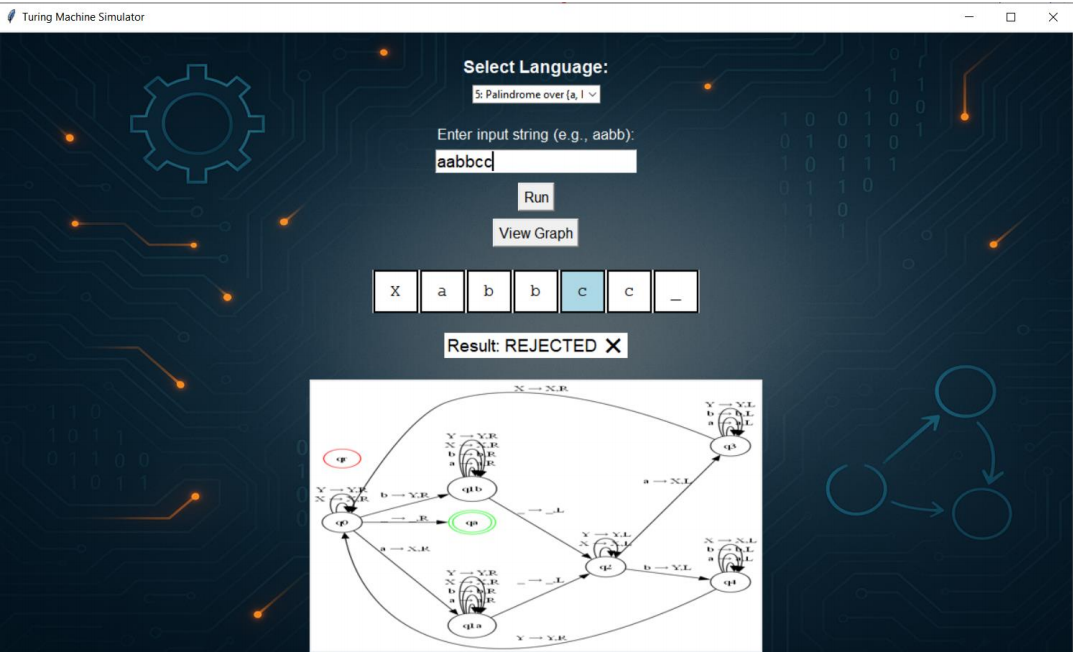 Turing Machine Simulator
Select Language:
5: Palindrome over {a, l
Enter input string (e.g., aabb):
aabbcc
Run
View Graph
X a b b c c _
Result: REJECTED ✕
X → X,R
Y → Y,L
b → b,L
a → a,L
q3
qr
Y → Y,R
X → X,R
b → b,R
a → a,R
q1b
a → X,L
Y → Y,R
X → X,R
b → Y,R
_ → _,L
q0
_ → _,R
qa
Y → Y,L
X → X,L
q2
X → X,L
b → b,L
a → a,L
a → X,R
b → Y,L
q4
Y → Y,R
X → X,R
b → b,R
a → a,R
_ → _,L
q1a
Y → Y,R